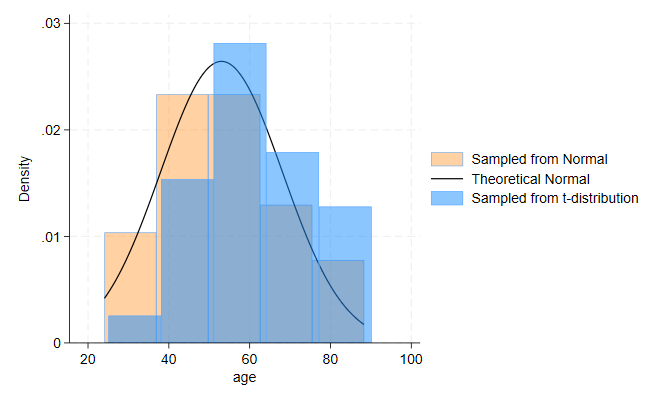 .03
.02
.01
0
Density
20 40 60 80 100
age
Sampled from Normal
Theoretical Normal
Sampled from t-distribution